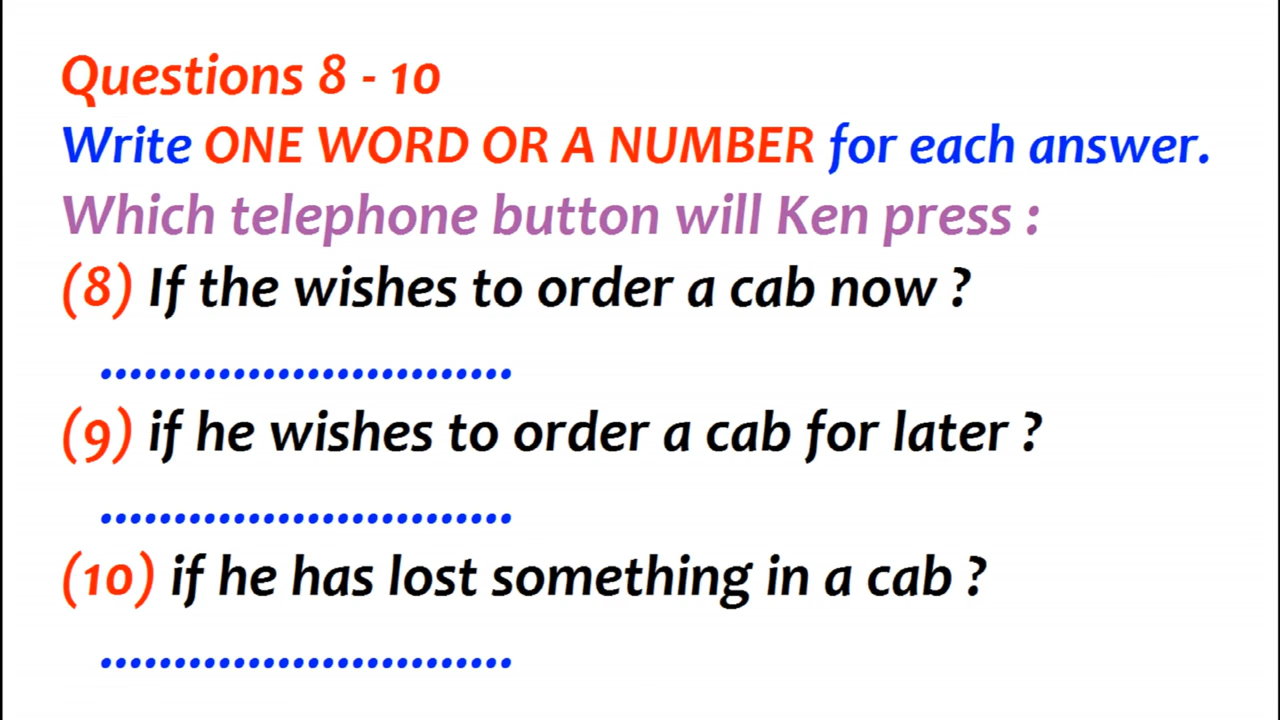 Questions 8 - 10
Write ONE WORD OR A NUMBER for each answer.
Which telephone button will Ken press :
(8) If the wishes to order a cab now ?
............................
(9) if he wishes to order a cab for later ?
............................
(10) if he has lost something in a cab ?
............................